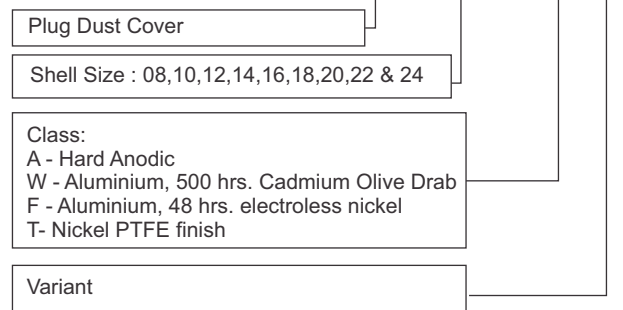 Plug Dust Cover
Shell Size : 08,10,12,14,16,18,20,22 & 24
Class:
A - Hard Anodic
W - Aluminium, 500 hrs. Cadmium Olive Drab
F - Aluminium, 48 hrs. electroless nickel
T- Nickel PTFE finish
Variant